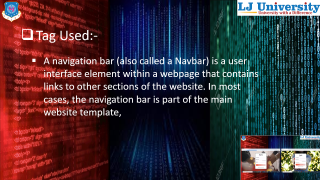 LJ University
University with a Difference
Tag Used:-
A navigation bar (also called a Navbar) is a user
interface element within a webpage that contains
links to other sections of the website. In most
cases, the navigation bar is part of the main
website template,